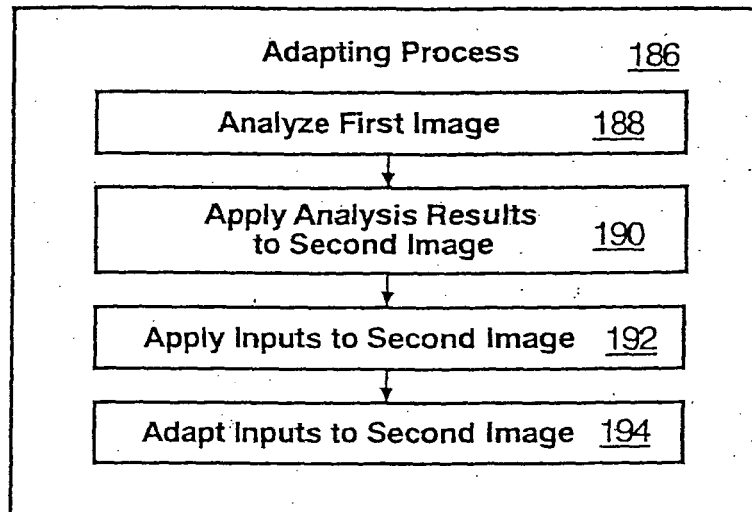 Adapting Process 186
Analyze First Image 188
Apply Analysis Results
to Second Image 190
Apply Inputs to Second Image 192
Adapt Inputs to Second Image 194